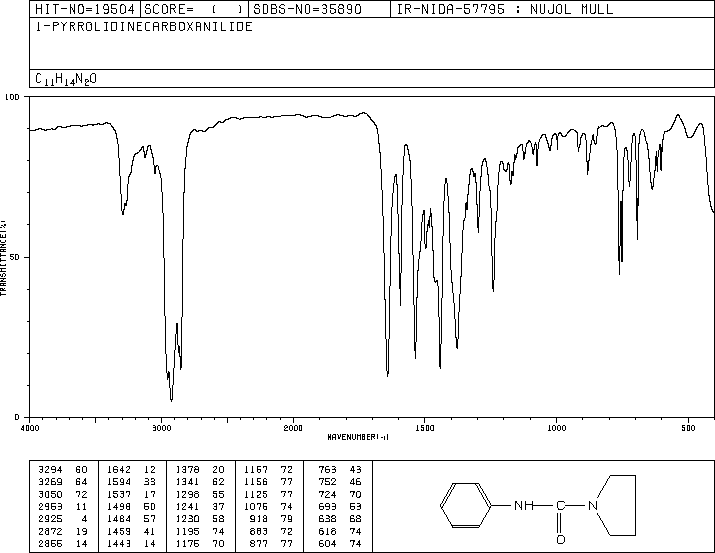 HIT-NO=19504 SCORE= ( ) SDBS-NO=35890 IR-NIDA-57795 : NUJOL MULL
1-PYRROLIDINECARBOXANILIDE
C11H14N2O
100
50
0
TRANSMITTANCE(%)
4000 3000 2000 1500 1000 500
WAVENUMBER(-1)
3294 60 1642 12 1378 20 1167 72 763 43
3269 64 1594 33 1341 62 1156 77 752 46
3050 72 1537 17 1298 55 1125 77 724 70
2953 11 1498 50 1241 37 1076 74 693 53
2925 4 1484 57 1230 58 918 79 638 68
2872 19 1459 41 1195 74 883 72 618 74
2855 14 1443 14 1175 70 877 77 604 74
NH C N
O